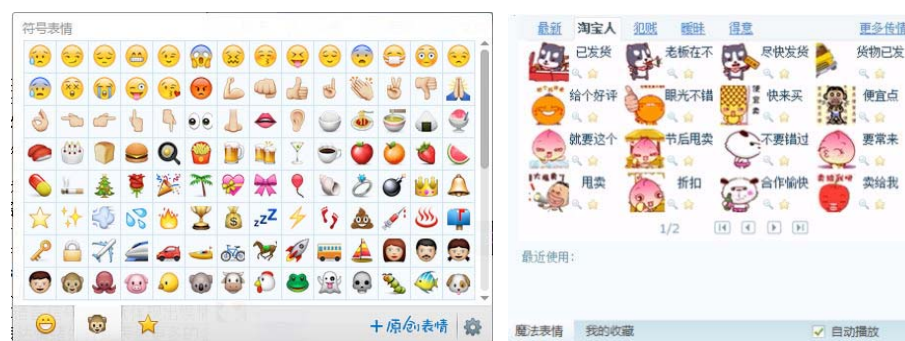 符号表情
zzZ
+原创表情
最新 淘宝人 犯贱 暧昧 得意 更多传情
已发货 老板在不 尽快发货 货物已发
给个好评 眼光不错 快来买 便宜点
就要这个 节后甩卖 不要错过 要常来
甩卖 折扣 合作愉快 卖给我
1/2
最近使用:
魔法表情 我的收藏 自动播放